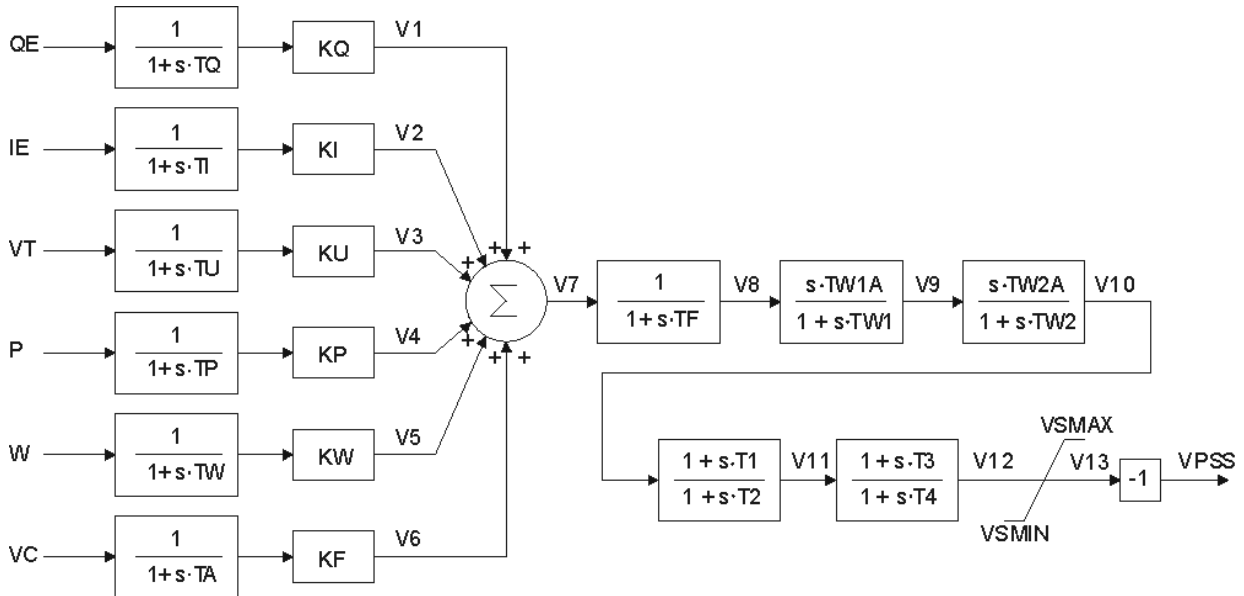 QE
1
1+s·TQ
KQ
V1
IE
1
1+s·TI
KI
V2
VT
1
1+s·TU
KU
V3
P
1
1+s·TP
KP
V4
W
1
1+s·TW
KW
V5
VC
1
1+s·TA
KF
V6
+ + +
+ + +
Σ
V7
1
1+s·TF
V8
s·TW1A
1 + s·TW1
V9
s·TW2A
1 + s·TW2
V10
1 + s·T1
1 + s·T2
V11
1 + s·T3
1 + s·T4
V12
VSMAX
VSMIN
V13
-1
VPSS